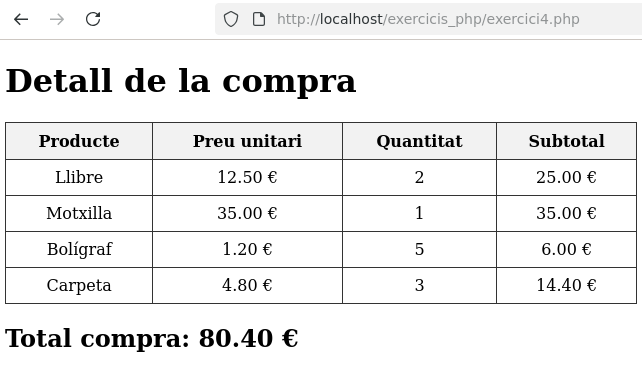 http://localhost/exercicis_php/exercici4.php
Detall de la compra
Producte Preu unitari Quantitat Subtotal
Llibre 12.50 € 2 25.00 €
Motxilla 35.00 € 1 35.00 €
Bolígraf 1.20 € 5 6.00 €
Carpeta 4.80 € 3 14.40 €
Total compra: 80.40 €